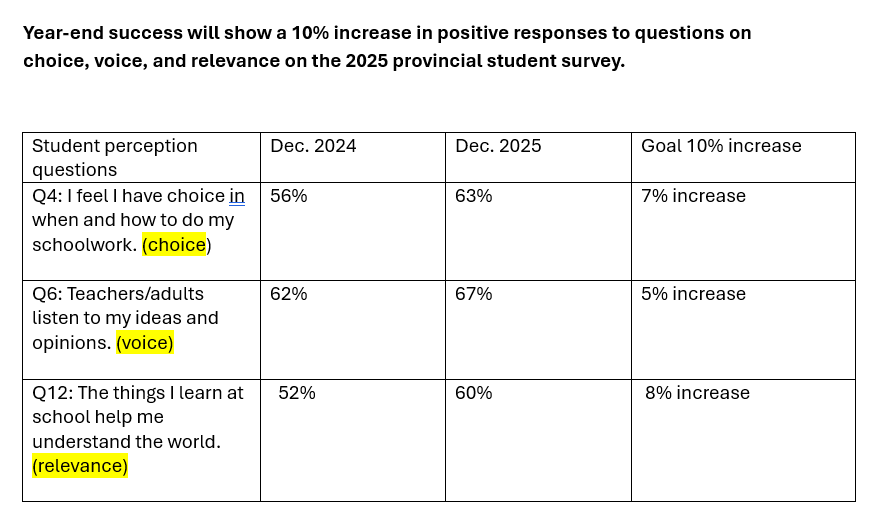 Year-end success will show a 10% increase in positive responses to questions on
choice, voice, and relevance on the 2025 provincial student survey.
Student perception
questions
Dec. 2024
Dec. 2025
Goal 10% increase
Q4: I feel I have choice in
when and how to do my
schoolwork. (choice)
56%
63%
7% increase
Q6: Teachers/adults
listen to my ideas and
opinions. (voice)
62%
67%
5% increase
Q12: The things I learn at
school help me
understand the world.
(relevance)
52%
60%
8% increase